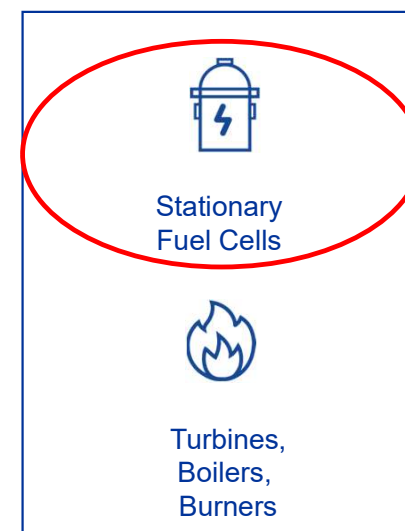 Stationary
Fuel Cells
Turbines,
Boilers,
Burners